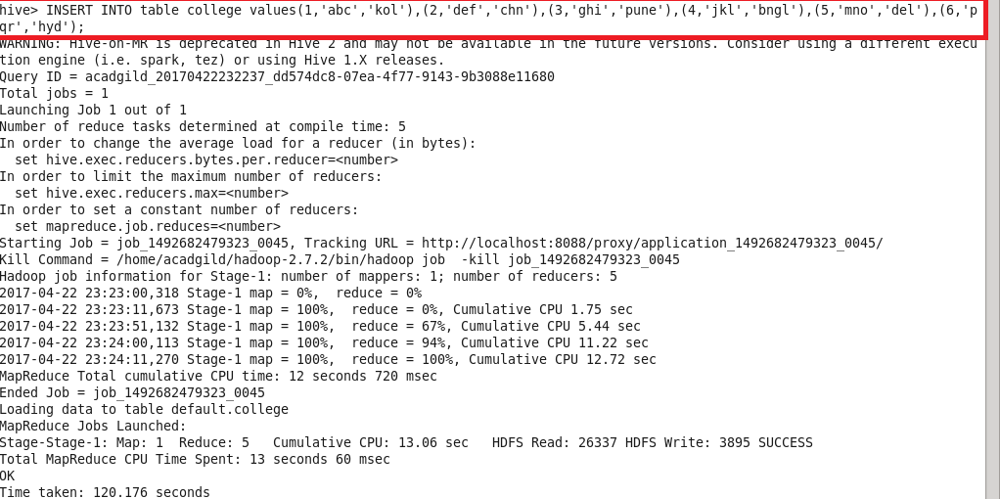 hive> INSERT INTO table college values(1,'abc','kol'),(2,'def','chn'),(3,'ghi','pune'),(4,'jkl','bngl'),(5,'mno','del'),(6,'p
qr','hyd');
WARNING: Hive-on-MR is deprecated in Hive 2 and may not be available in the future versions. Consider using a different execu
tion engine (i.e. spark, tez) or using Hive 1.X releases.
Query ID = acadgild_20170422232237_dd574dc8-07ea-4f77-9143-9b3088e11680
Total jobs = 1
Launching Job 1 out of 1
Number of reduce tasks determined at compile time: 5
In order to change the average load for a reducer (in bytes):
  set hive.exec.reducers.bytes.per.reducer=<number>
In order to limit the maximum number of reducers:
  set hive.exec.reducers.max=<number>
In order to set a constant number of reducers:
  set mapreduce.job.reduces=<number>
Starting Job = job_1492682479323_0045, Tracking URL = http://localhost:8088/proxy/application_1492682479323_0045/
Kill Command = /home/acadgild/hadoop-2.7.2/bin/hadoop job  -kill job_1492682479323_0045
Hadoop job information for Stage-1: number of mappers: 1; number of reducers: 5
2017-04-22 23:23:00,318 Stage-1 map = 0%,  reduce = 0%
2017-04-22 23:23:11,673 Stage-1 map = 100%,  reduce = 0%, Cumulative CPU 1.75 sec
2017-04-22 23:23:51,132 Stage-1 map = 100%,  reduce = 67%, Cumulative CPU 5.44 sec
2017-04-22 23:24:00,113 Stage-1 map = 100%,  reduce = 94%, Cumulative CPU 11.22 sec
2017-04-22 23:24:11,270 Stage-1 map = 100%,  reduce = 100%, Cumulative CPU 12.72 sec
MapReduce Total cumulative CPU time: 12 seconds 720 msec
Ended Job = job_1492682479323_0045
Loading data to table default.college
MapReduce Jobs Launched:
Stage-Stage-1: Map: 1  Reduce: 5   Cumulative CPU: 13.06 sec   HDFS Read: 26337 HDFS Write: 3895 SUCCESS
Total MapReduce CPU Time Spent: 13 seconds 60 msec
OK
Time taken: 120.176 seconds